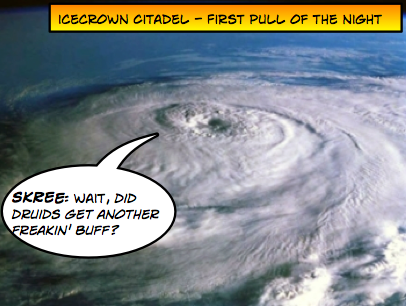 ICECROWN CITADEL - FIRST PULL OF THE NIGHT
SKREE: WAIT, DID
DRUIDS GET ANOTHER
FREAKIN' BUFF?